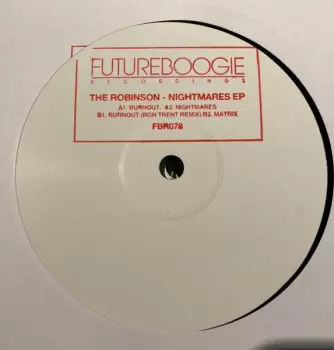 FUTUREBOOGIE
RECORDINGS
THE ROBINSON - NIGHTMARES EP
A1. BURNOUT. A2. NIGHTMARES
B1. BURNOUT (RON TRENT REMIX) B2. MATRIX
FBR078